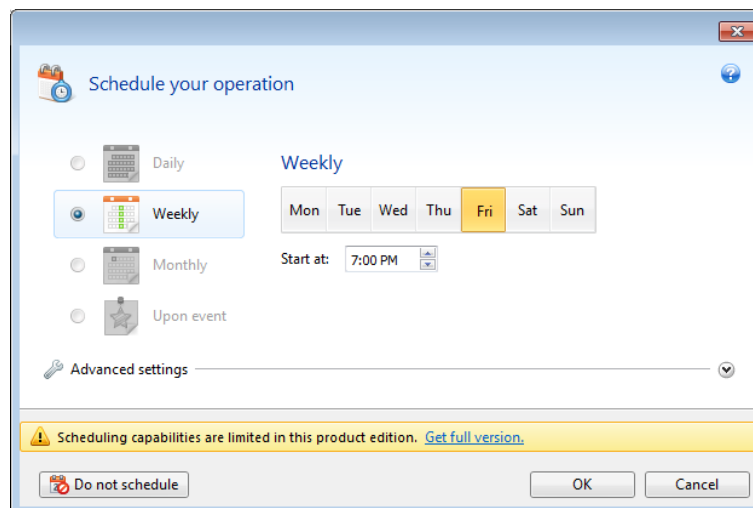 Schedule your operation
Daily
Weekly
Monthly
Upon event
Weekly
Mon Tue Wed Thu Fri Sat Sun
Start at: 7:00 PM
Advanced settings
Scheduling capabilities are limited in this product edition. Get full version.
Do not schedule OK Cancel